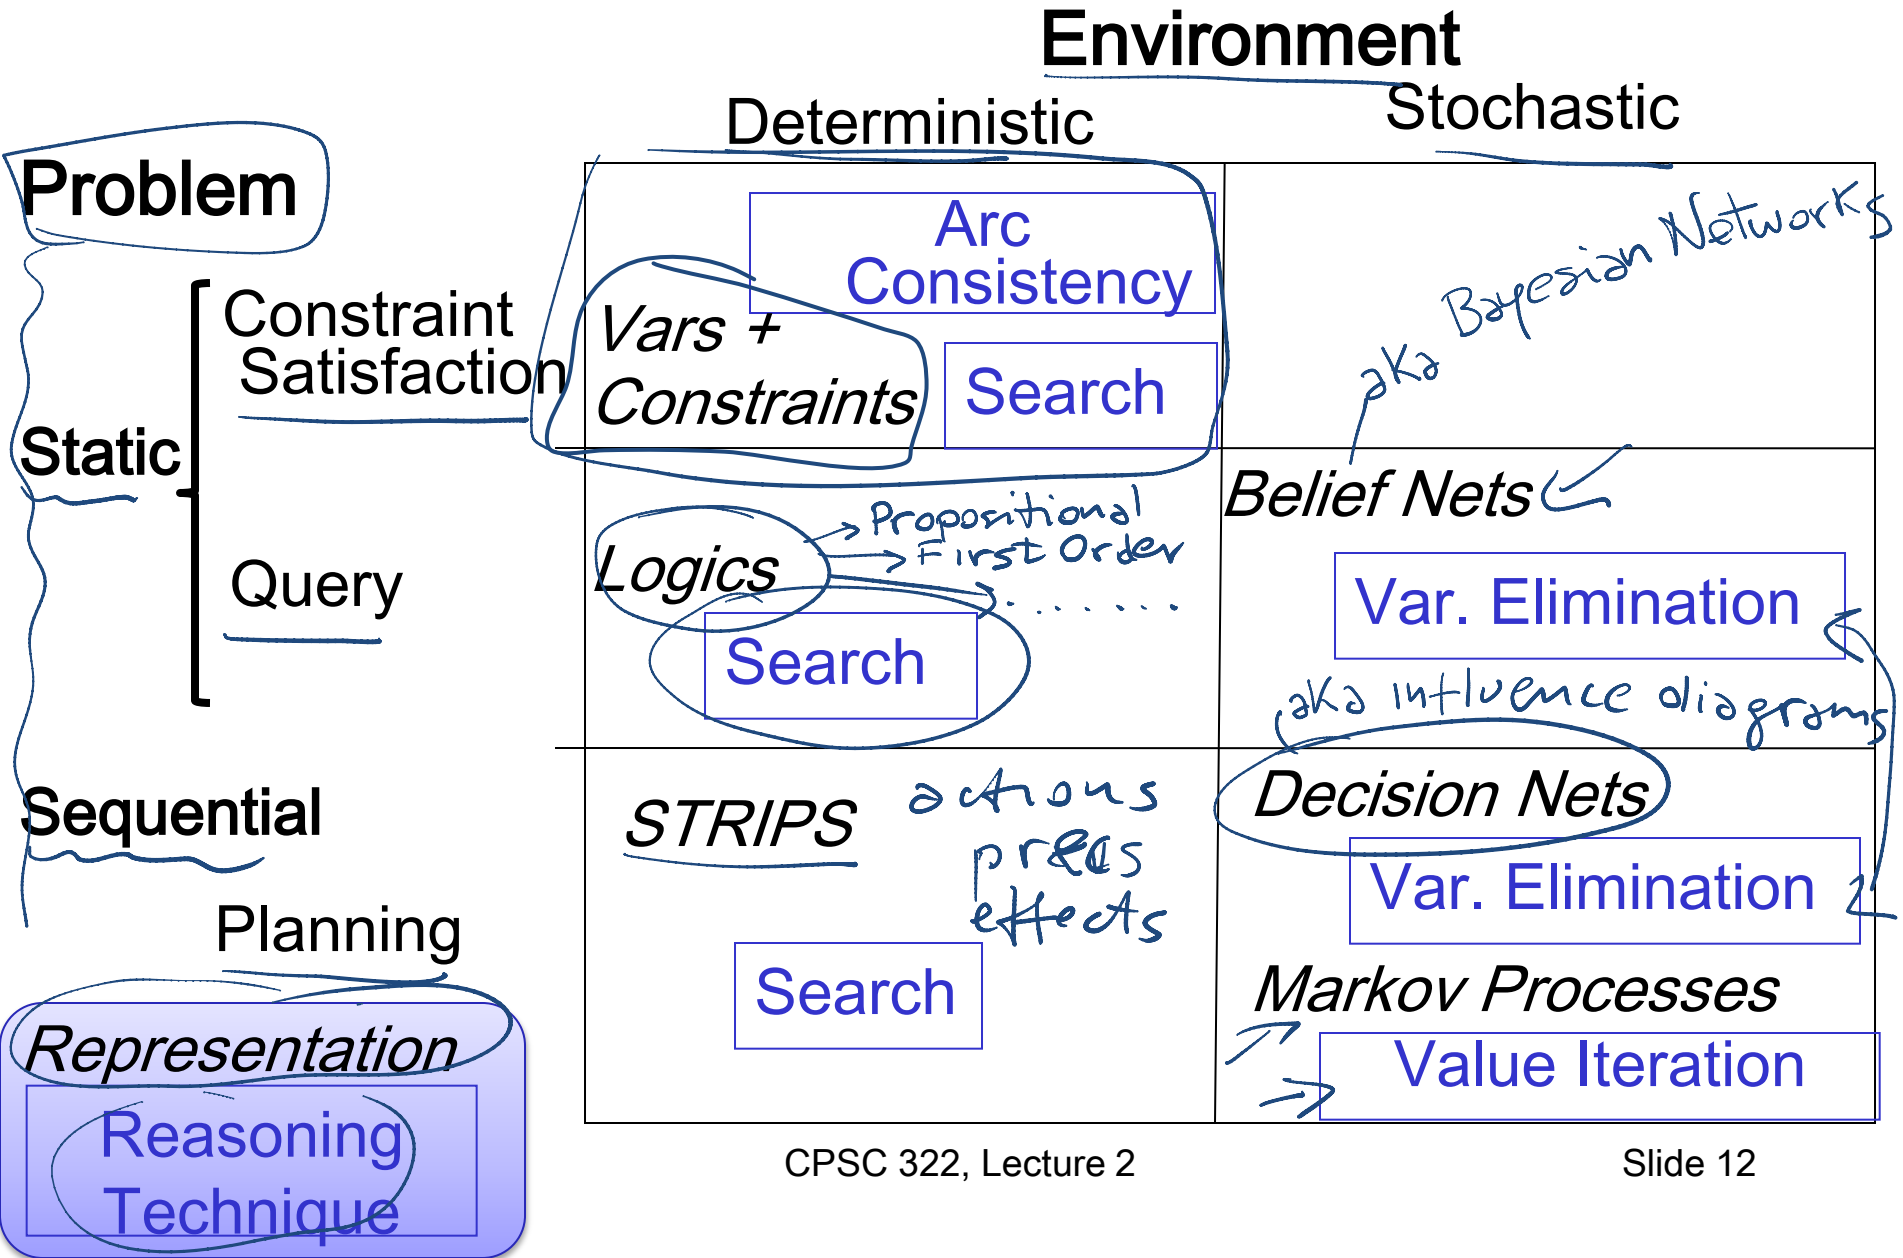 Environment
Deterministic
Stochastic
Problem
Arc
Consistency
aka Bayesian Networks
Constraint
Satisfaction
Vars +
Constraints
Search
Static
Belief Nets
Propositional
First Order
Logics
. . . . . .
Query
Var. Elimination
Search
aka influence diagrams
Sequential
STRIPS
actions
precs
effects
Decision Nets
Var. Elimination
Planning
Search
Markov Processes
Value Iteration
Representation
Reasoning
Technique
CPSC 322, Lecture 2
Slide 12